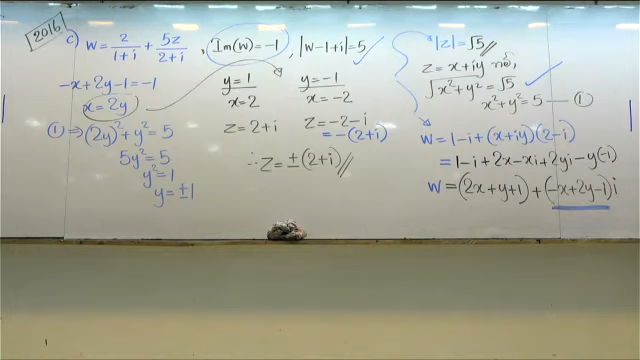 2016
c) W = 2/(1+i) + 5z/(2+i) , Im(W) = -1 , |W-1+i| = 5
-x+2y-1 = -1
x = 2y
① ⇒ (2y)² + y² = 5
5y² = 5
y² = 1
y = ±1
y = 1
x = 2
z = 2+i
y = -1
x = -2
z = -2-i
= -(2+i)
∴ z = ±(2+i)//
|z| = √5//
z = x+iy
√x²+y² = √5
x²+y² = 5 — ①
W = 1-i+(x+iy)(2-i)
= 1-i+2x-xi+2yi-y(-1)
W = (2x+y+1)+(-x+2y-1)i